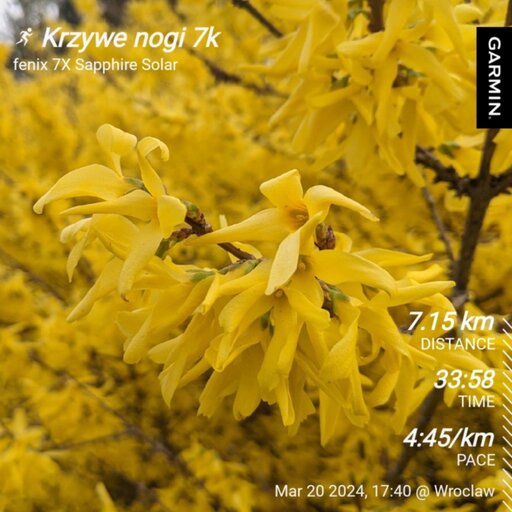 Krzywe nogi 7k
fenix 7X Sapphire Solar
GARMIN
7.15 km
DISTANCE
33:58
TIME
4:45/km
PACE
Mar 20 2024, 17:40 @ Wroclaw